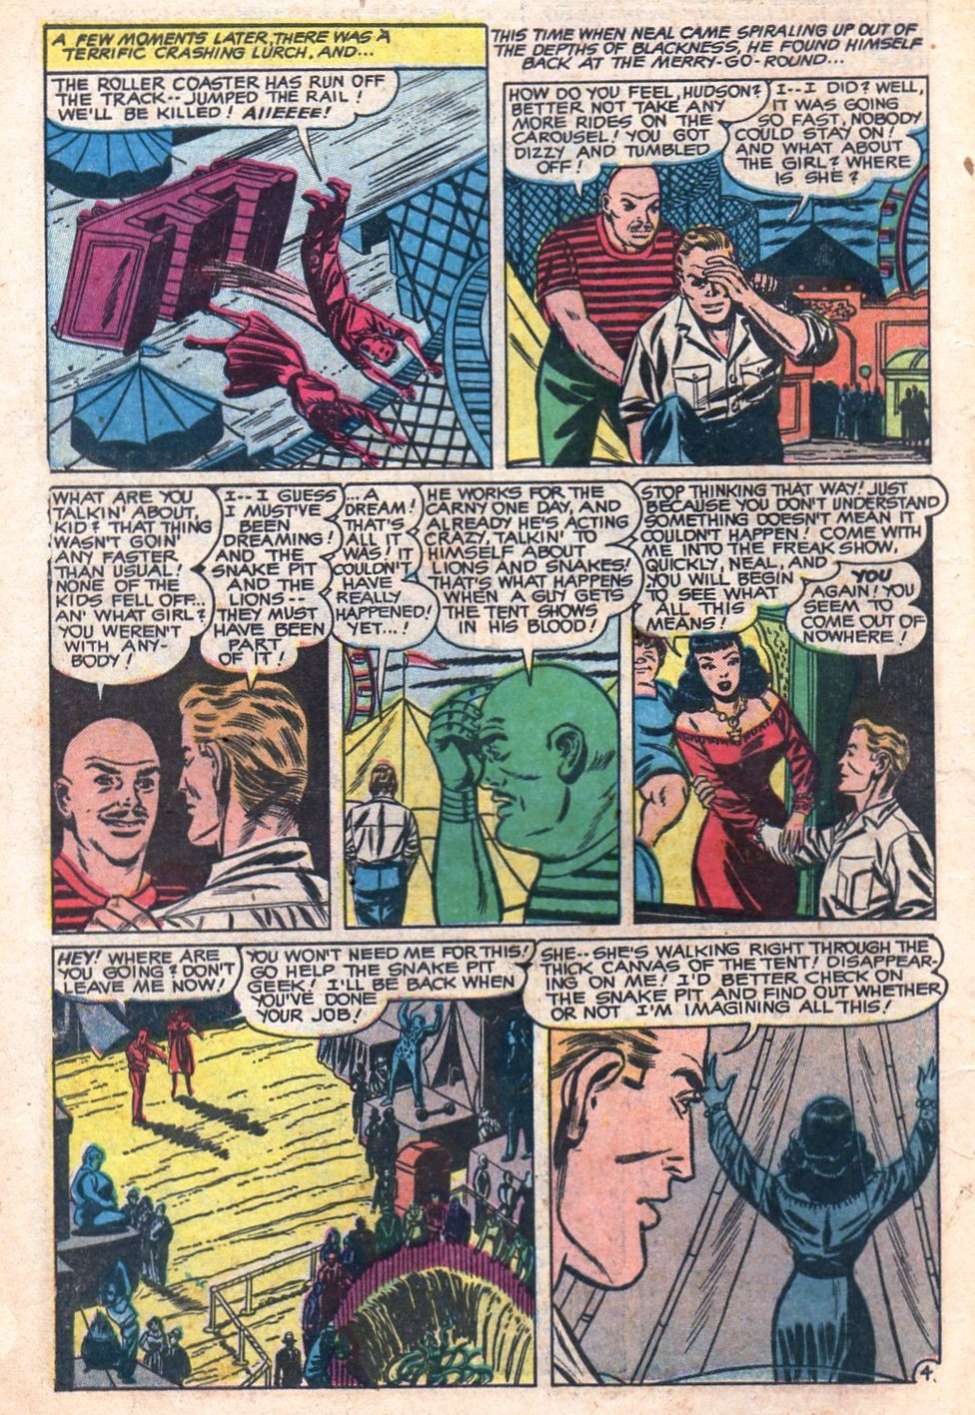 A FEW MOMENTS LATER, THERE WAS A
TERRIFIC CRASHING LURCH, AND...
THE ROLLER COASTER HAS RUN OFF
THE TRACK-- JUMPED THE RAIL!
WE'LL BE KILLED! AIIEEEE!
THIS TIME WHEN NEAL CAME SPIRALING UP OUT OF
THE DEPTHS OF BLACKNESS, HE FOUND HIMSELF
BACK AT THE MERRY-GO-ROUND...
HOW DO YOU FEEL, HUDSON?
BETTER NOT TAKE ANY
MORE RIDES ON THE
CAROUSEL! YOU GOT
DIZZY AND TUMBLED
OFF!
I--I DID? WELL,
IT WAS GOING
SO FAST, NOBODY
COULD STAY ON!
AND WHAT ABOUT
THE GIRL? WHERE
IS SHE?
WHAT ARE YOU
TALKIN' ABOUT,
KID? THAT THING
WASN'T GOIN'
ANY FASTER
THAN USUAL!
NONE OF THE
KIDS FELL OFF...
AN' WHAT GIRL?
YOU WEREN'T
WITH ANY-
BODY!
I--I GUESS
I MUST'VE
BEEN
DREAMING!
AND THE
SNAKE PIT
AND THE
LIONS--
THEY MUST
HAVE BEEN
PART
OF IT!
...A
DREAM!
THAT'S
ALL IT
WAS! IT
COULDN'T
HAVE
REALLY
HAPPENED!
YET...!
HE WORKS FOR THE
CARNY ONE DAY, AND
ALREADY HE'S ACTING
CRAZY, TALKIN' TO
HIMSELF ABOUT
LIONS AND SNAKES!
THAT'S WHAT HAPPENS
WHEN A GUY GETS
THE TENT SHOWS
IN HIS BLOOD!
STOP THINKING THAT WAY! JUST
BECAUSE YOU DON'T UNDERSTAND
SOMETHING DOESN'T MEAN IT
COULDN'T HAPPEN! COME WITH
ME INTO THE FREAK SHOW,
QUICKLY, NEAL, AND
YOU WILL BEGIN
TO SEE WHAT
ALL THIS
MEANS!
YOU
AGAIN! YOU
SEEM TO
COME OUT OF
NOWHERE!
HEY! WHERE ARE
YOU GOING? DON'T
LEAVE ME NOW!
YOU WON'T NEED ME FOR THIS!
GO HELP THE SNAKE PIT
GEEK! I'LL BE BACK WHEN
YOU'VE DONE
YOUR JOB!
SHE--SHE'S WALKING RIGHT THROUGH THE
THICK CANVAS OF THE TENT! DISAPPEAR-
ING ON ME! I'D BETTER CHECK ON
THE SNAKE PIT AND FIND OUT WHETHER
OR NOT I'M IMAGINING ALL THIS!
4.